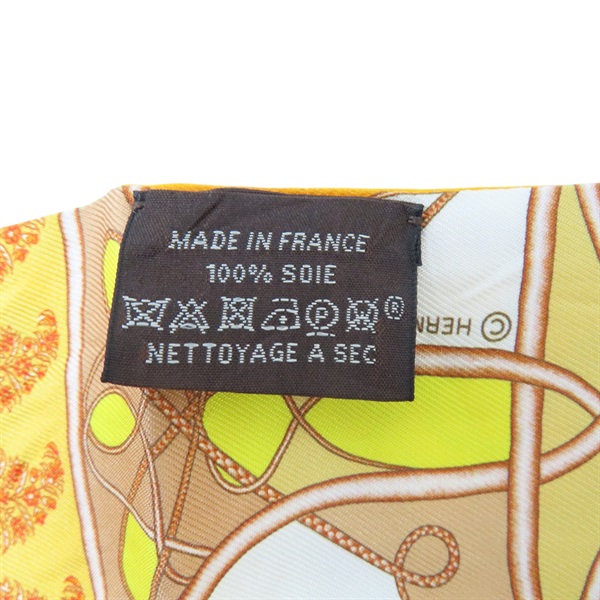 MADE IN FRANCE
100% SOIE
®
NETTOYAGE A SEC
© HERM